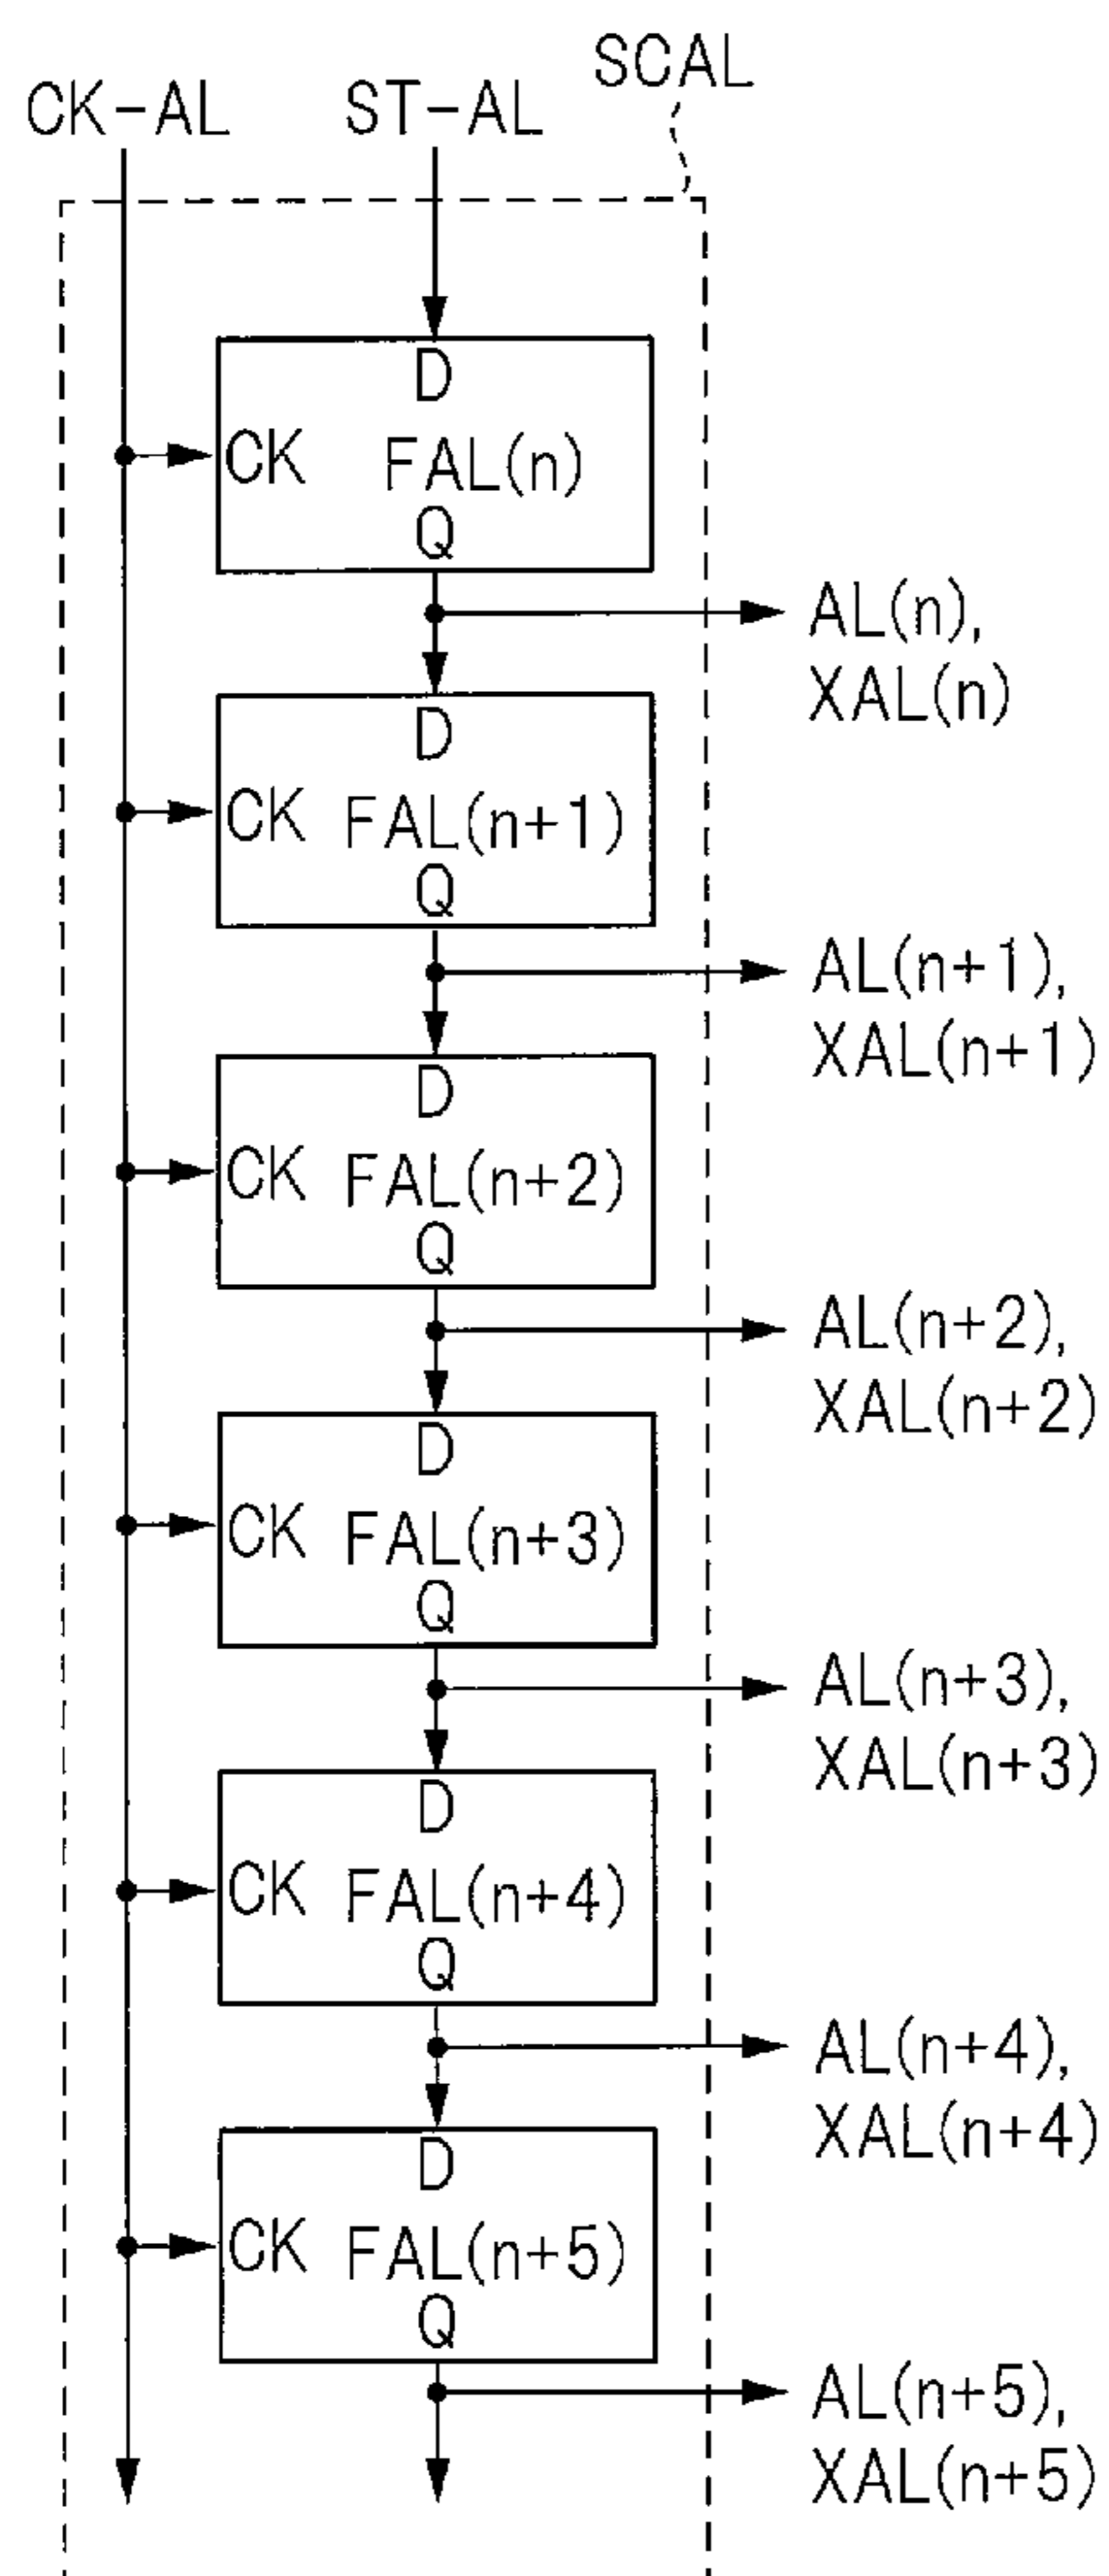 SCAL
CK-AL
ST-AL
D
CK
FAL(n)
Q
AL(n),
XAL(n)
D
CK
FAL(n+1)
Q
AL(n+1),
XAL(n+1)
D
CK
FAL(n+2)
Q
AL(n+2),
XAL(n+2)
D
CK
FAL(n+3)
Q
AL(n+3),
XAL(n+3)
D
CK
FAL(n+4)
Q
AL(n+4),
XAL(n+4)
D
CK
FAL(n+5)
Q
AL(n+5),
XAL(n+5)